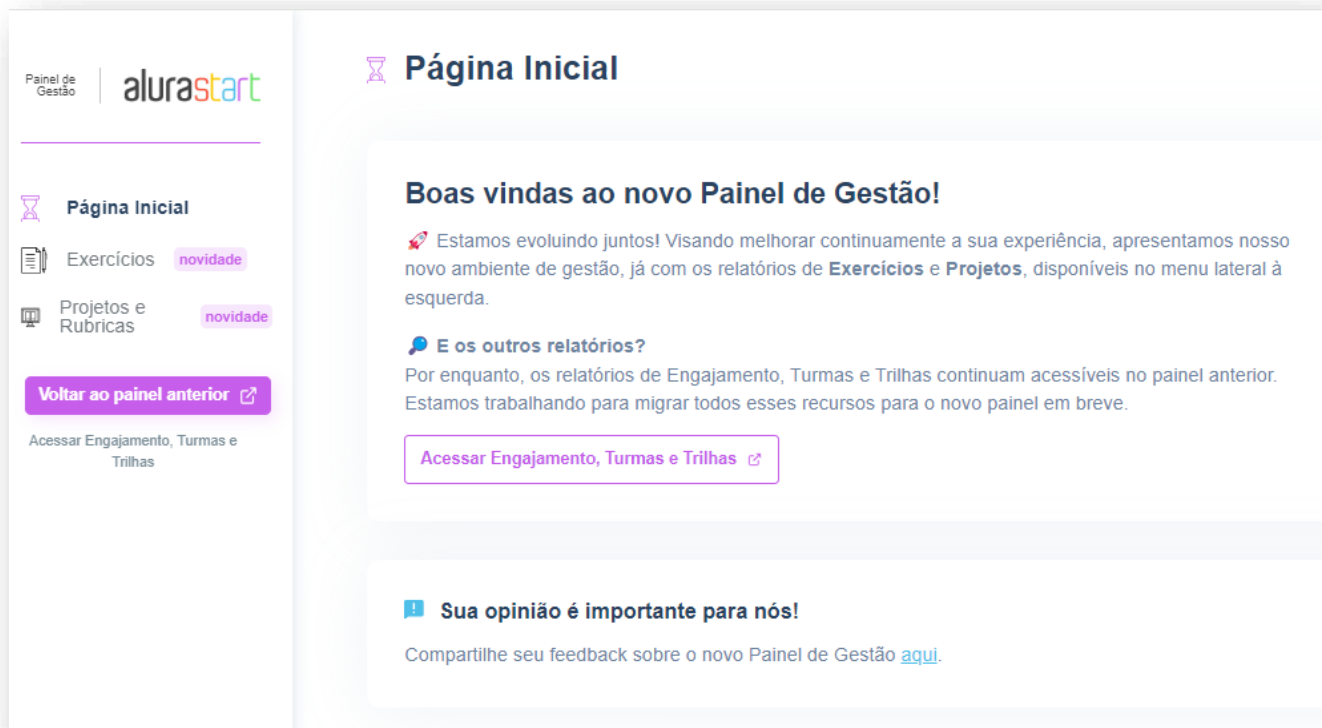 Painel de
Gestão
alurastart
Página Inicial
Exercícios novidade
Projetos e
Rubricas
novidade
Voltar ao painel anterior
Acessar Engajamento, Turmas e
Trilhas
Página Inicial
Boas vindas ao novo Painel de Gestão!
🚀 Estamos evoluindo juntos! Visando melhorar continuamente a sua experiência, apresentamos nosso
novo ambiente de gestão, já com os relatórios de Exercícios e Projetos, disponíveis no menu lateral à
esquerda.
🔎 E os outros relatórios?
Por enquanto, os relatórios de Engajamento, Turmas e Trilhas continuam acessíveis no painel anterior.
Estamos trabalhando para migrar todos esses recursos para o novo painel em breve.
Acessar Engajamento, Turmas e Trilhas
Sua opinião é importante para nós!
Compartilhe seu feedback sobre o novo Painel de Gestão aqui.